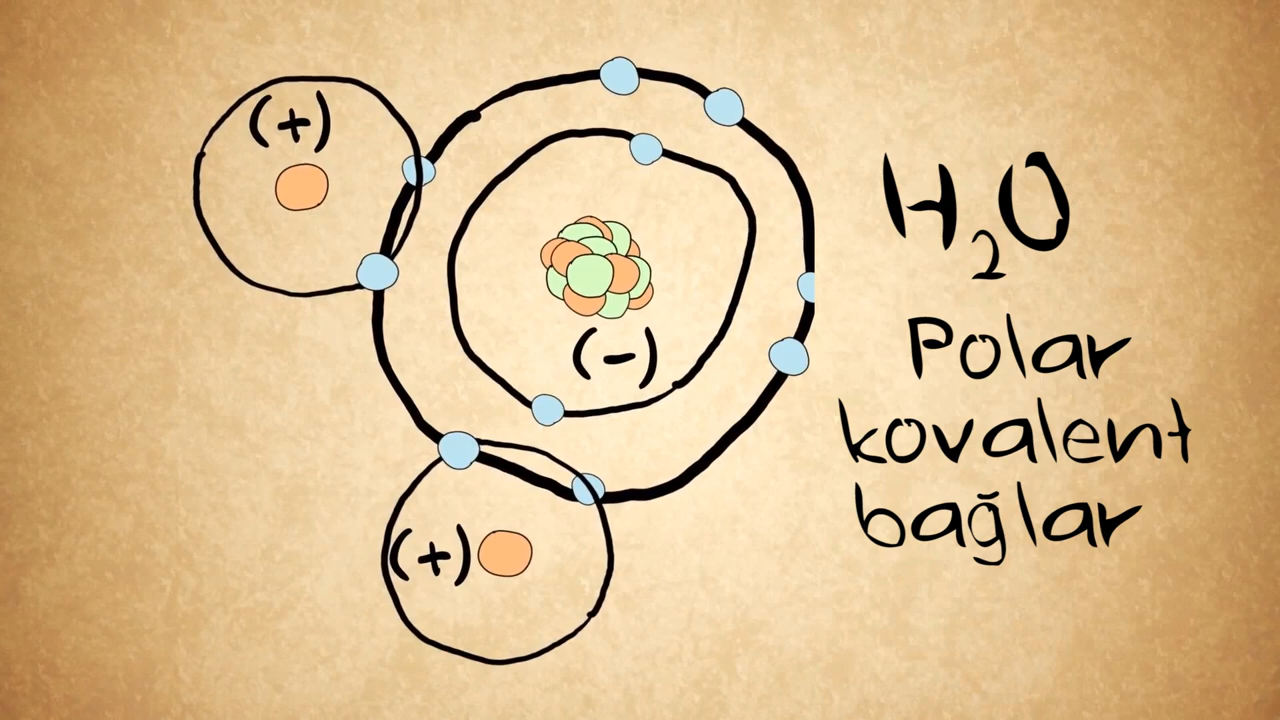 (+)
(-)
(+)
H₂O
Polar
kovalent
bağlar